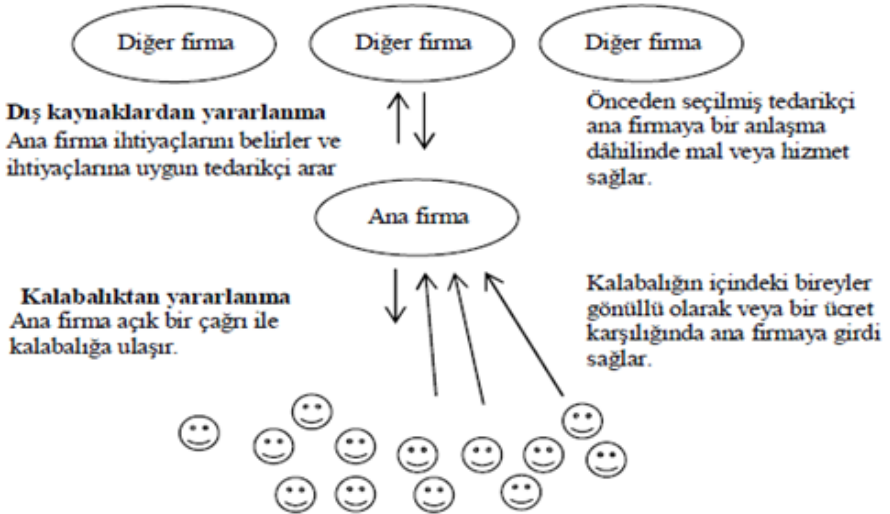 Diğer firma
Diğer firma
Diğer firma
Dış kaynaklardan yararlanma
Ana firma ihtiyaçlarını belirler ve
ihtiyaçlarına uygun tedarikçi arar
Önceden seçilmiş tedarikçi
ana firmaya bir anlaşma
dâhilinde mal veya hizmet
sağlar.
Ana firma
Kalabalıktan yararlanma
Ana firma açık bir çağrı ile
kalabalığa ulaşır.
Kalabalığın içindeki bireyler
gönüllü olarak veya bir ücret
karşılığında ana firmaya girdi
sağlar.